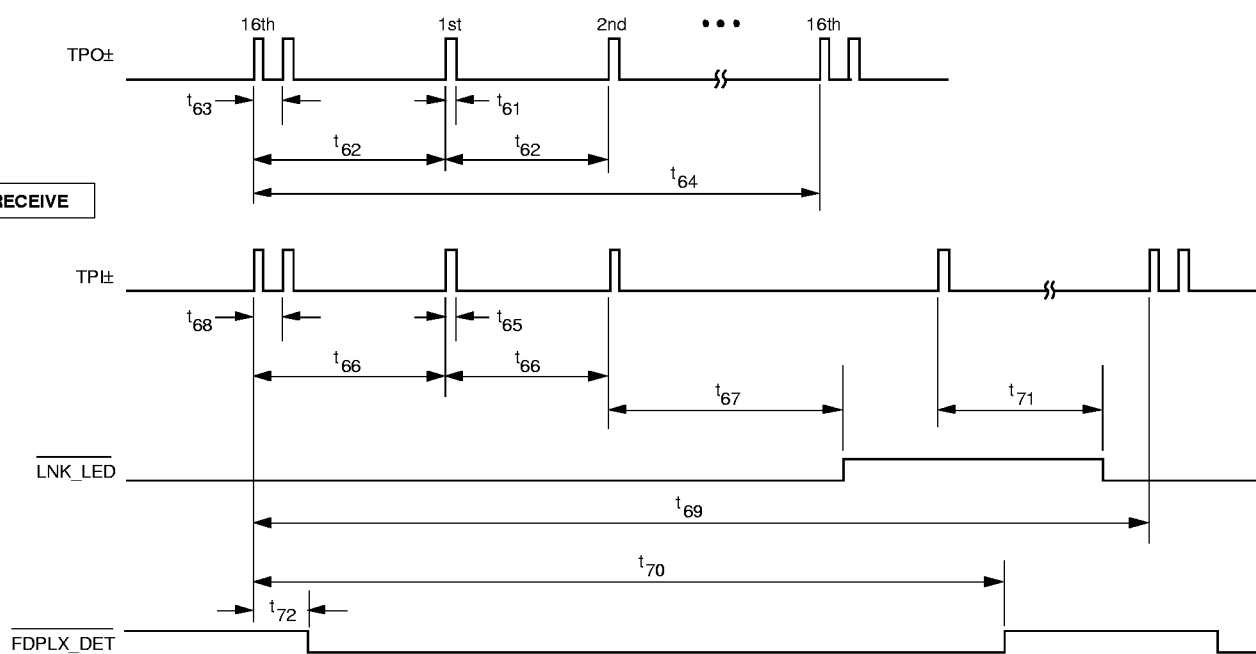 16th 1st 2nd ••• 16th
TPO±
t63 t61
t62 t62
t64
RECEIVE
TPI±
t68 t65
t66 t66
t67 t71
LNK_LED
t69
t70
t72
FDPLX_DET